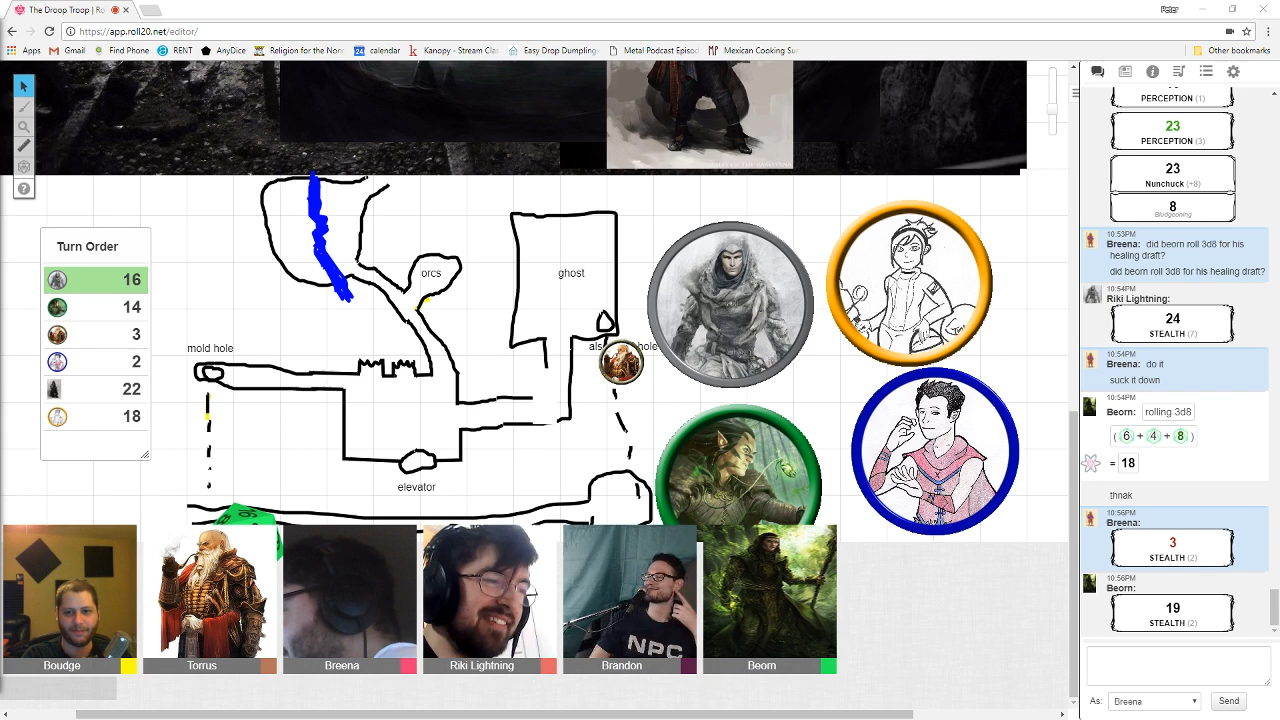 The Droop Troop | Ro
Peter
https://app.roll20.net/editor/
Apps
Gmail
Find Phone
RENT
AnyDice
Religion for the Non
calendar
Kanopy - Stream Cla
Easy Drop Dumpling
Metal Podcast Episo
Mexican Cooking Sur
Other bookmarks
Turn Order
16
14
3
2
22
18
orcs
ghost
mold hole
als
hole
elevator
Boudge
Torrus
Breena
Riki Lightning
NPC
Brandon
Beorn
PERCEPTION (1)
23
PERCEPTION (3)
23
Nunchuck (+8)
8
Bludgeoning
10:53PM
Breena: did beorn roll 3d8 for his
healing draft?
did beorn roll 3d8 for his healing draft?
10:54PM
Riki Lightning:
24
STEALTH (7)
10:54PM
Breena: do it
suck it down
10:54PM
Beorn: rolling 3d8
( 6 + 4 + 8 )
= 18
thnak
10:56PM
Breena:
3
STEALTH (2)
10:56PM
Beorn:
19
STEALTH (2)
As:
Breena
Send